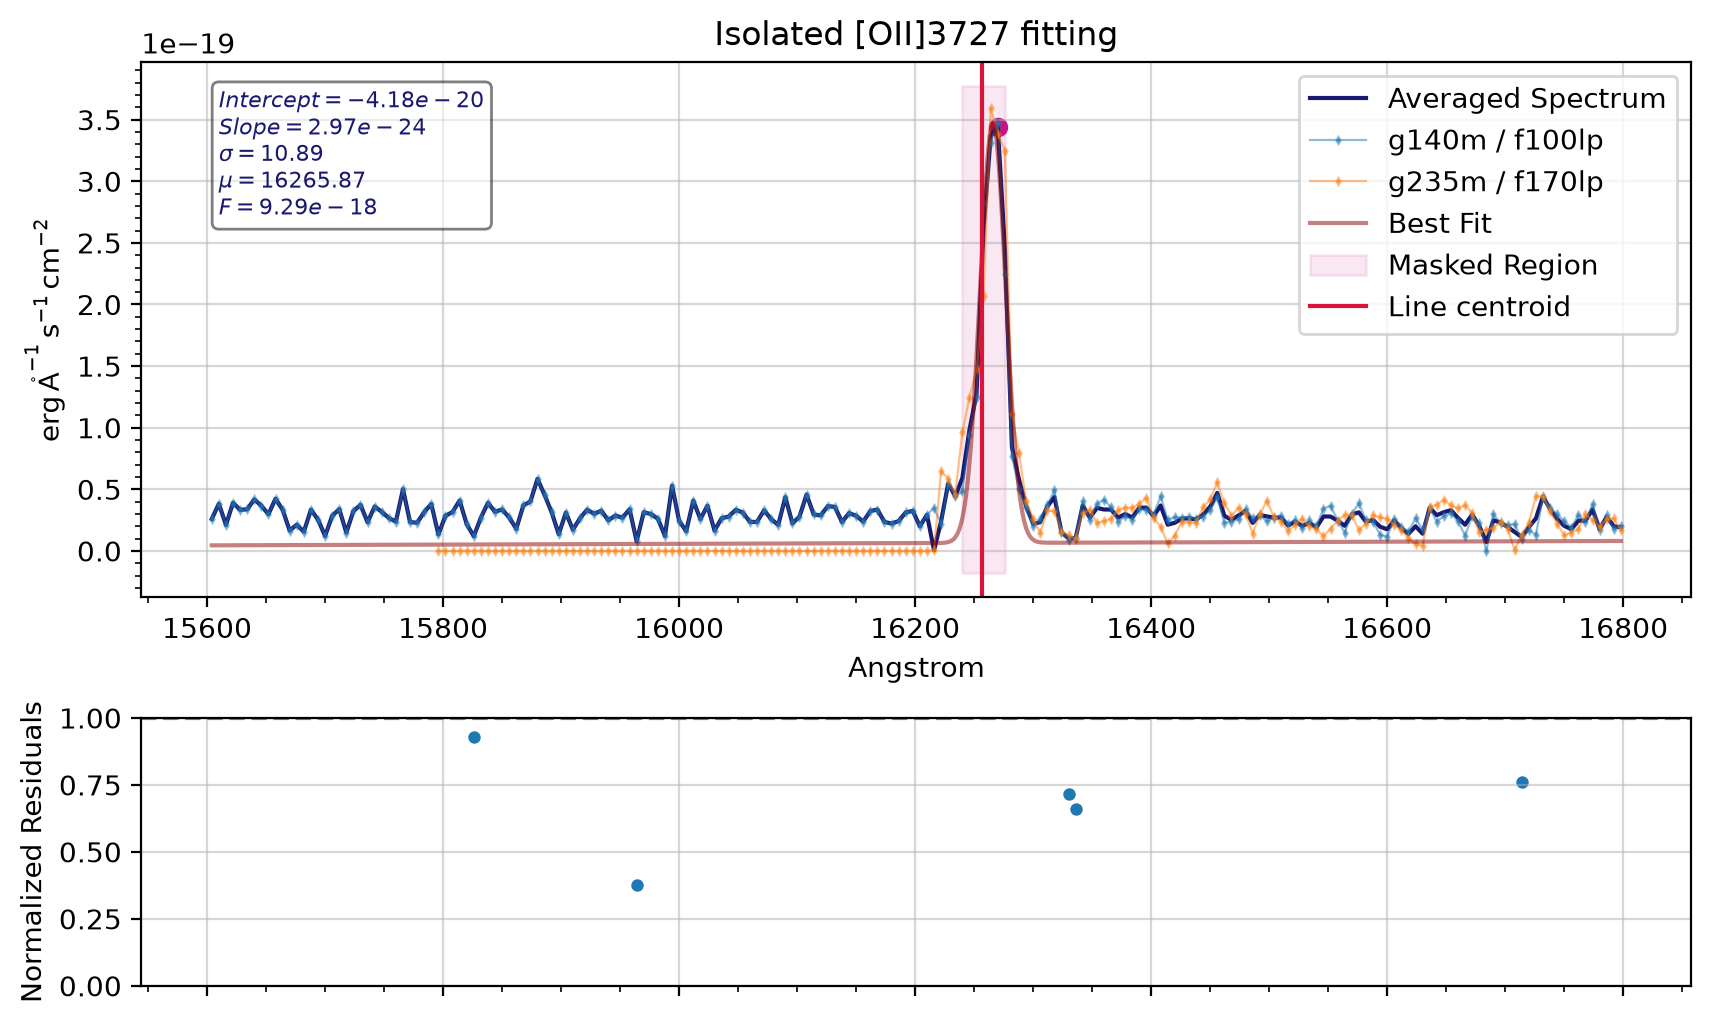 Isolated [OII]3727 fitting
1e−19
Intercept = −4.18e − 20
Slope = 2.97e − 24
σ = 10.89
μ = 16265.87
F = 9.29e − 18
Averaged Spectrum
g140m / f100lp
g235m / f170lp
Best Fit
Masked Region
Line centroid
erg Å⁻¹ s⁻¹ cm⁻²
3.5
3.0
2.5
2.0
1.5
1.0
0.5
0.0
15600 15800 16000 16200 16400 16600 16800
Angstrom
Normalized Residuals
1.00
0.75
0.50
0.25
0.00